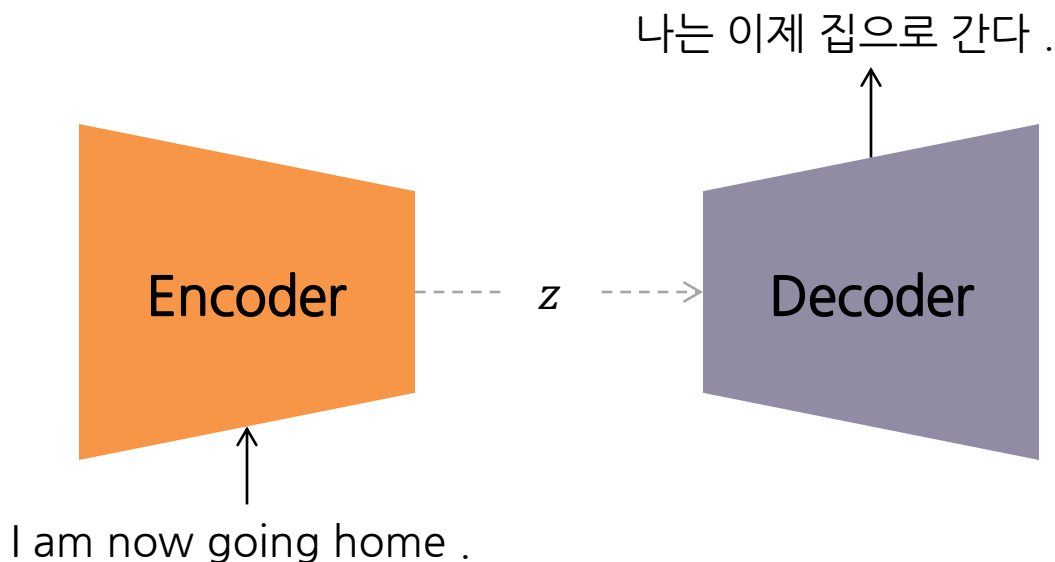 나는 이제 집으로 간다 .
Encoder
z
Decoder
I am now going home .